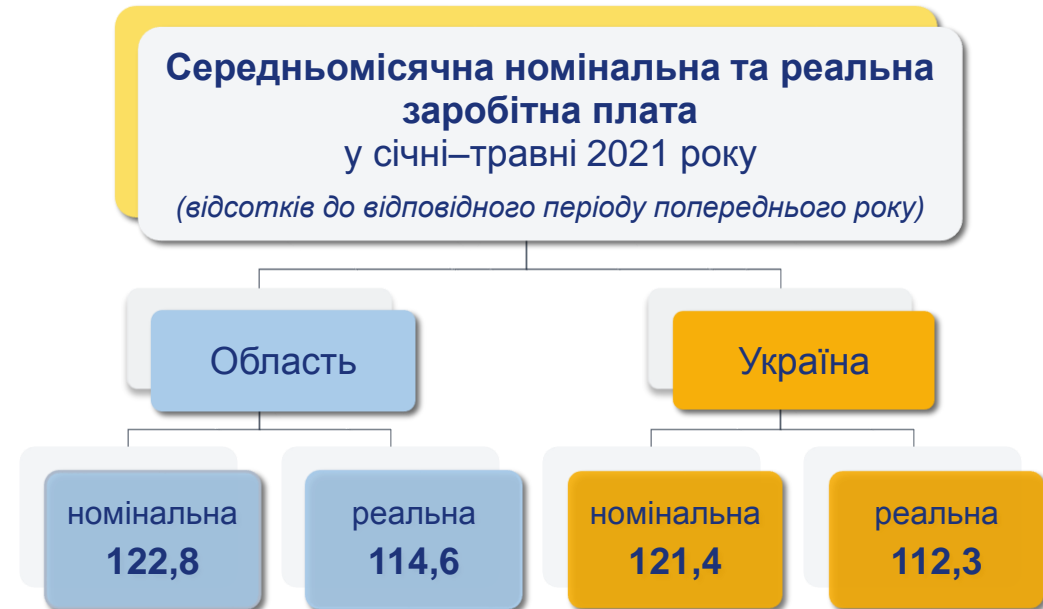 Середньомісячна номінальна та реальна
заробітна плата
у січні–травні 2021 року
(відсотків до відповідного періоду попереднього року)
Область
Україна
номінальна
122,8
реальна
114,6
номінальна
121,4
реальна
112,3